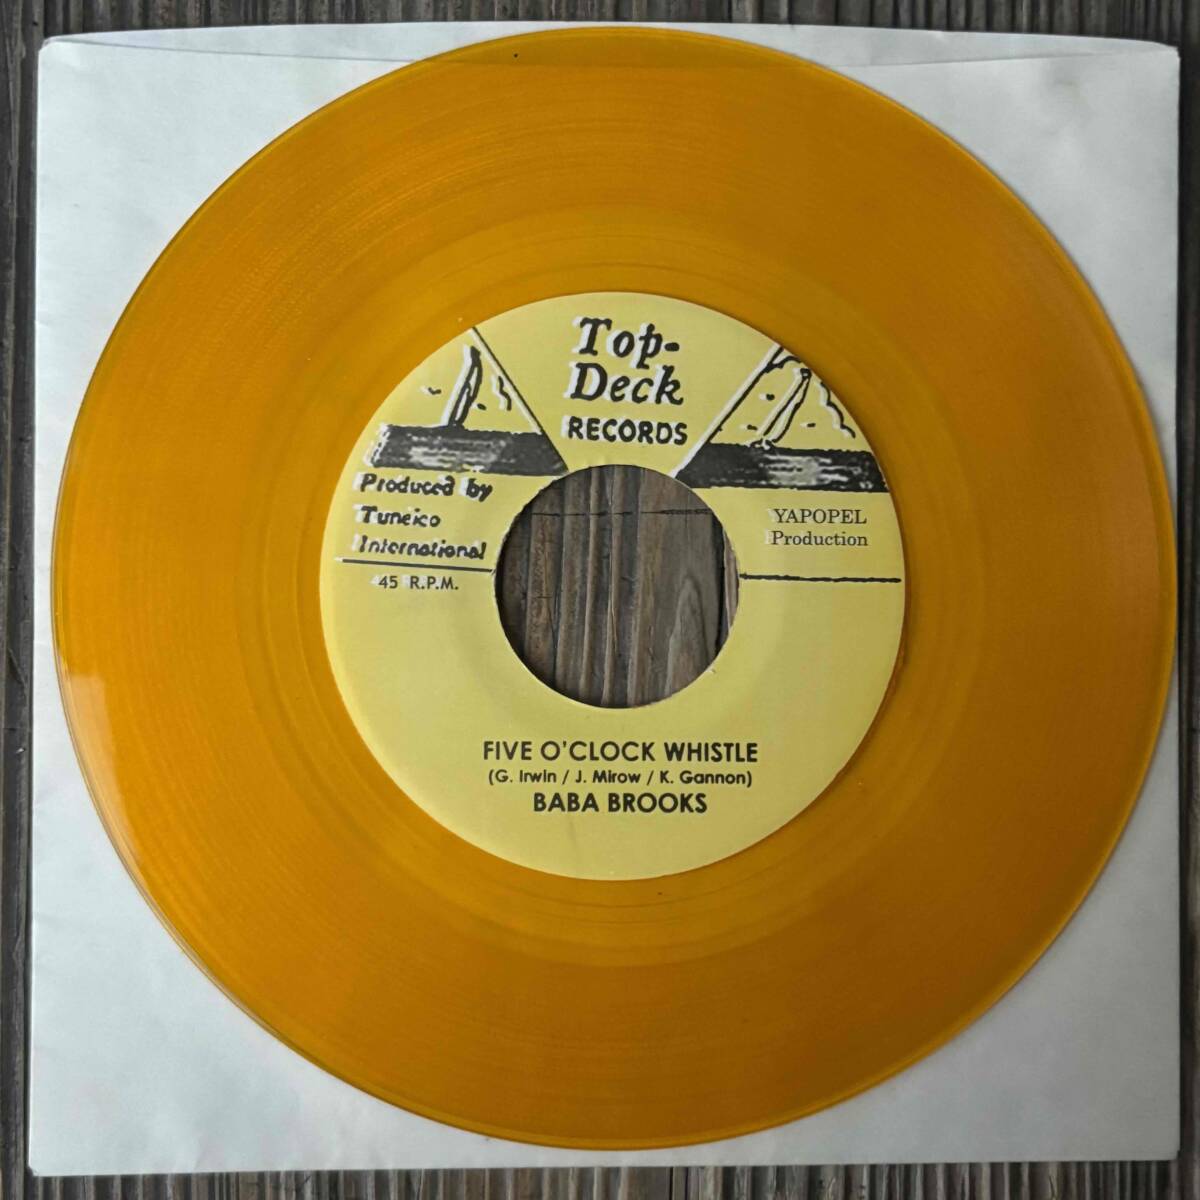 Top-
Deck
RECORDS
Produced by
Tuneico
International
45 R.P.M.
YAPOPEL
Production
FIVE O'CLOCK WHISTLE
(G. Irwin / J. Mirow / K. Gannon)
BABA BROOKS